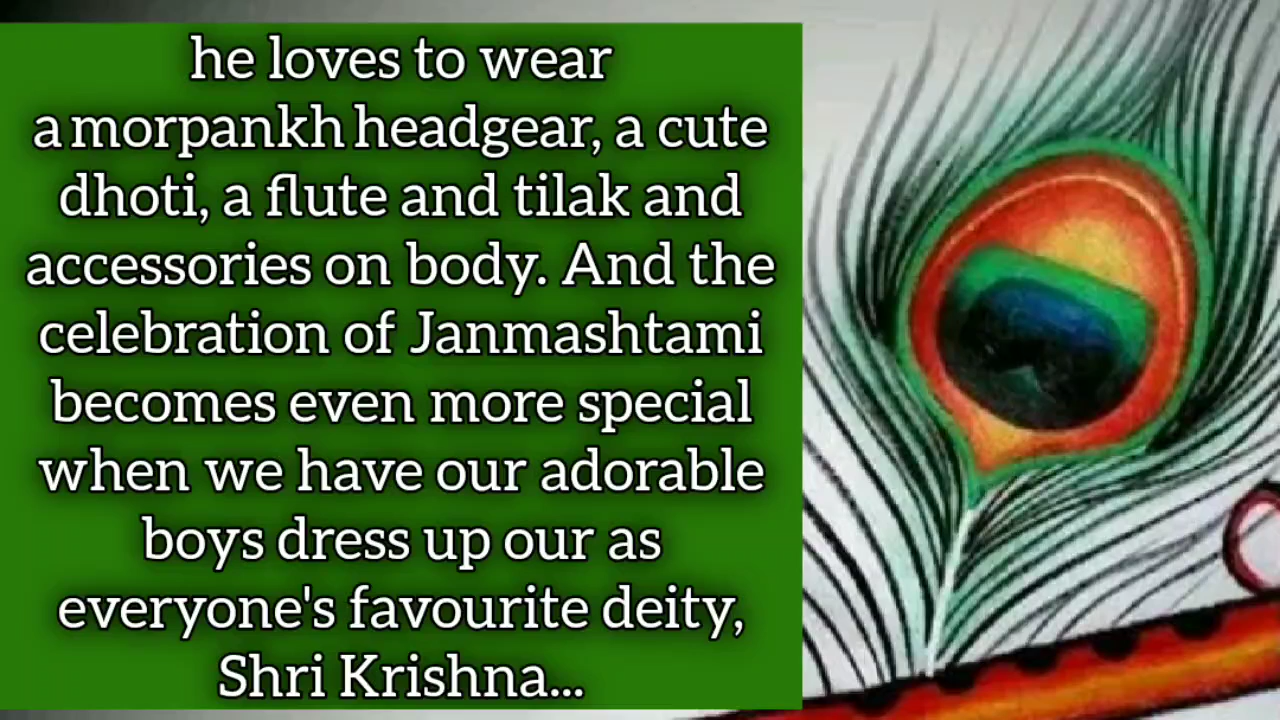 he loves to wear
a morpankh headgear, a cute
dhoti, a flute and tilak and
accessories on body. And the
celebration of Janmashtami
becomes even more special
when we have our adorable
boys dress up our as
everyone's favourite deity,
Shri Krishna...